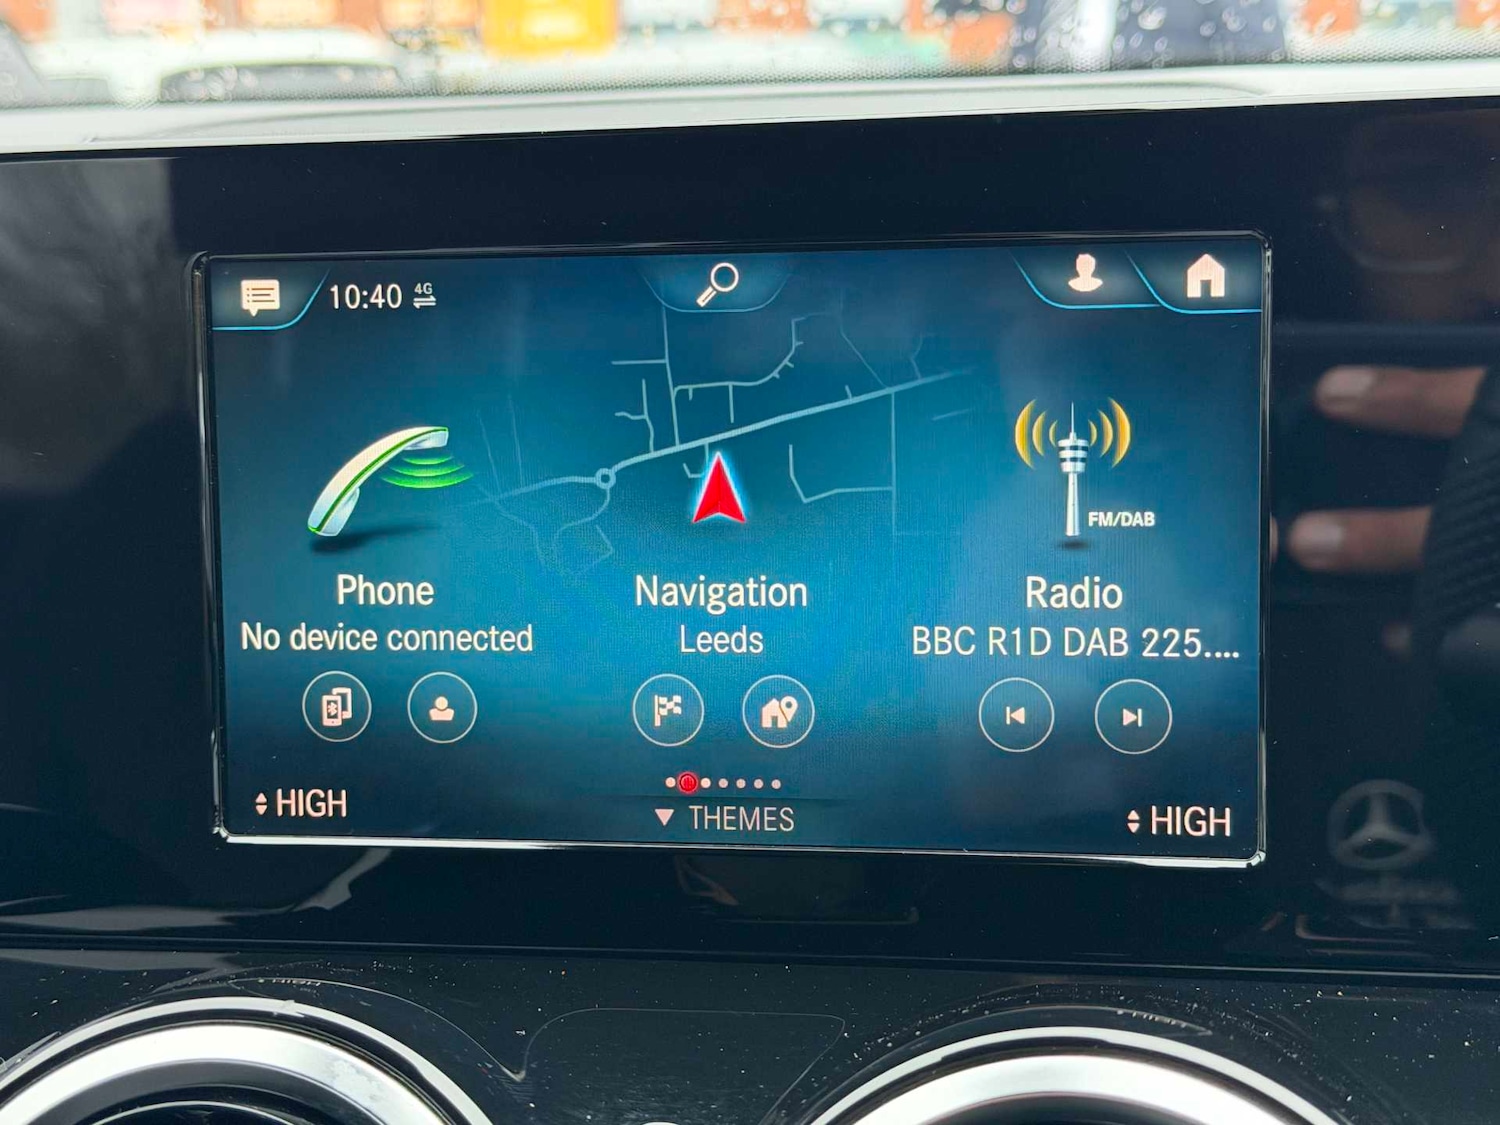 10:40 4G
FM/DAB
Phone Navigation Radio
No device connected Leeds BBC R1D DAB 225....
HIGH THEMES HIGH